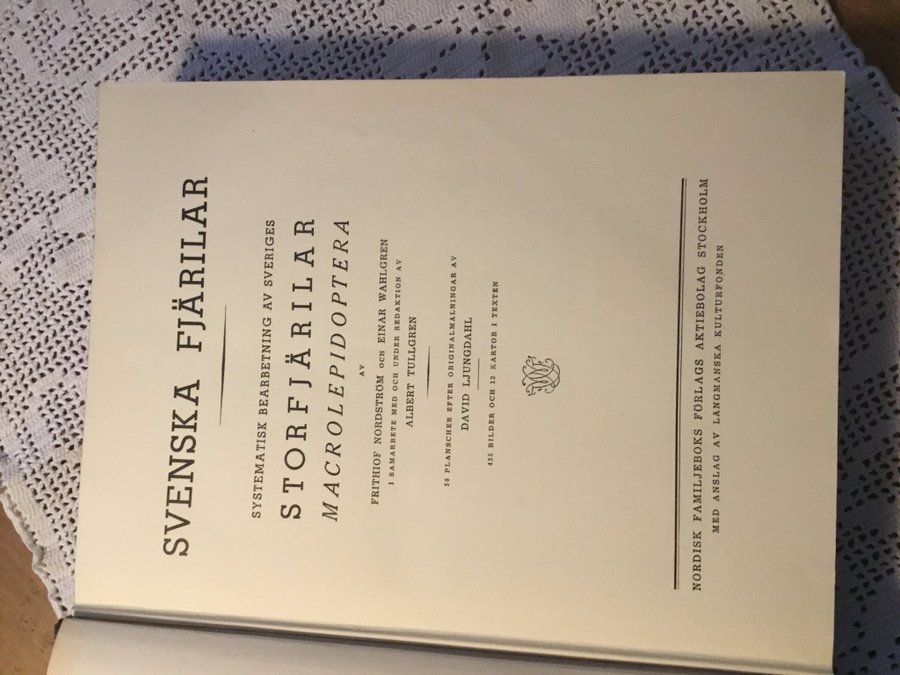 SVENSKA FJÄRILAR
SYSTEMATISK BEARBETNING AV SVERIGES
STORFJÄRILAR
MACROLEPIDOPTERA
AV
FRITHIOF NORDSTRÖM OCH EINAR WAHLGREN
I SAMARBETE MED OCH UNDER REDAKTION AV
ALBERT TULLGREN
50 PLANSCHER EFTER ORIGINALMÅLNINGAR AV
DAVID LJUNGDAHL
435 BILDER OCH 12 KARTOR I TEXTEN
NORDISK FAMILJEBOKS FÖRLAGS AKTIEBOLAG STOCKHOLM
MED ANSLAG AV LÄNGMANSKA KULTURFONDEN